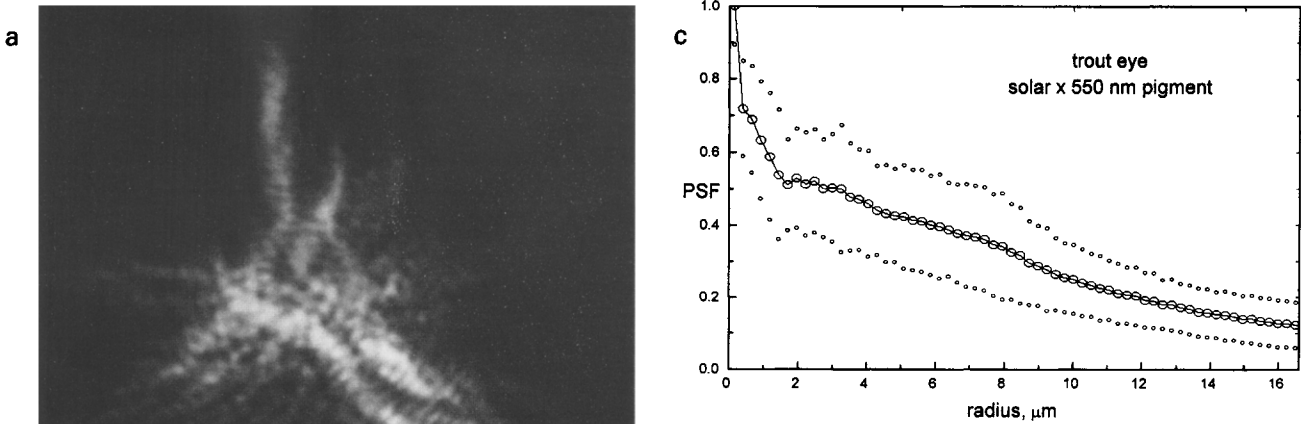 a
c
trout eye
solar x 550 nm pigment
PSF
1.0
0.8
0.6
0.4
0.2
0.0
0 2 4 6 8 10 12 14 16
radius, μm